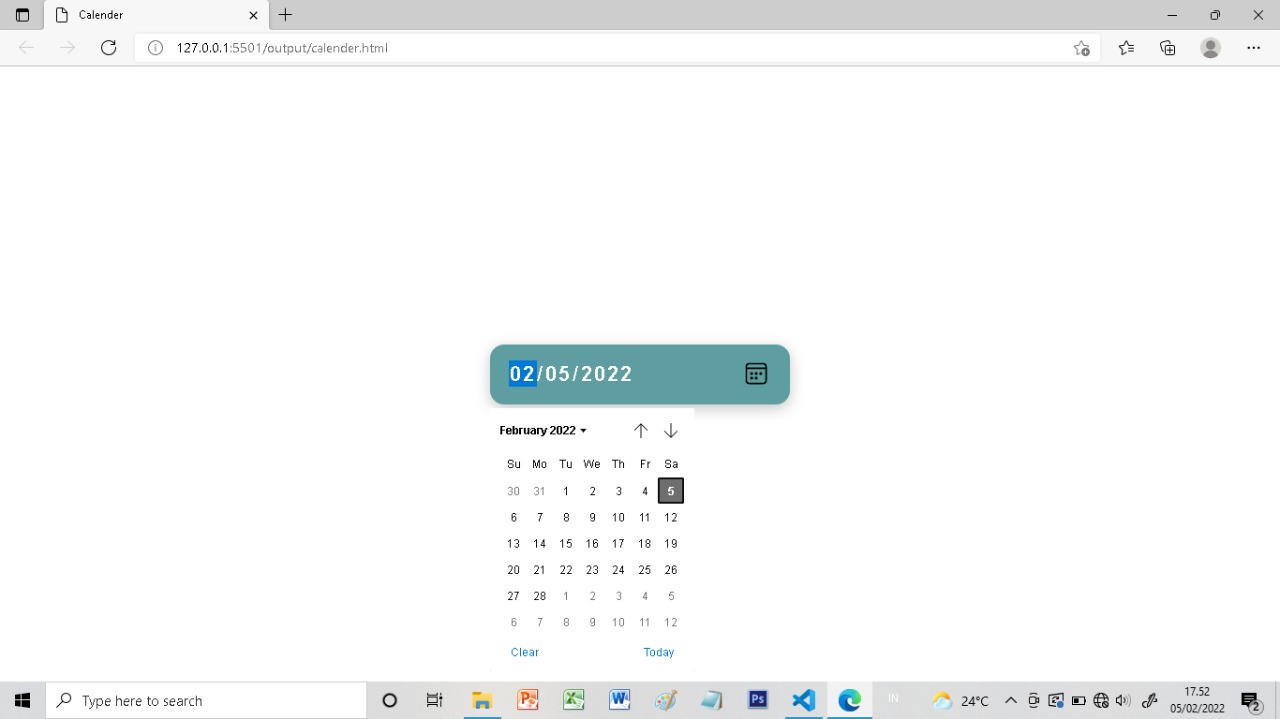 Calender
127.0.0.1:5501/output/calender.html
02/05/2022
February 2022
Su Mo Tu We Th Fr Sa
30 31 1 2 3 4 5
6 7 8 9 10 11 12
13 14 15 16 17 18 19
20 21 22 23 24 25 26
27 28 1 2 3 4 5
6 7 8 9 10 11 12
Clear Today
Type here to search
IN
24°C
17.52
05/02/2022
2